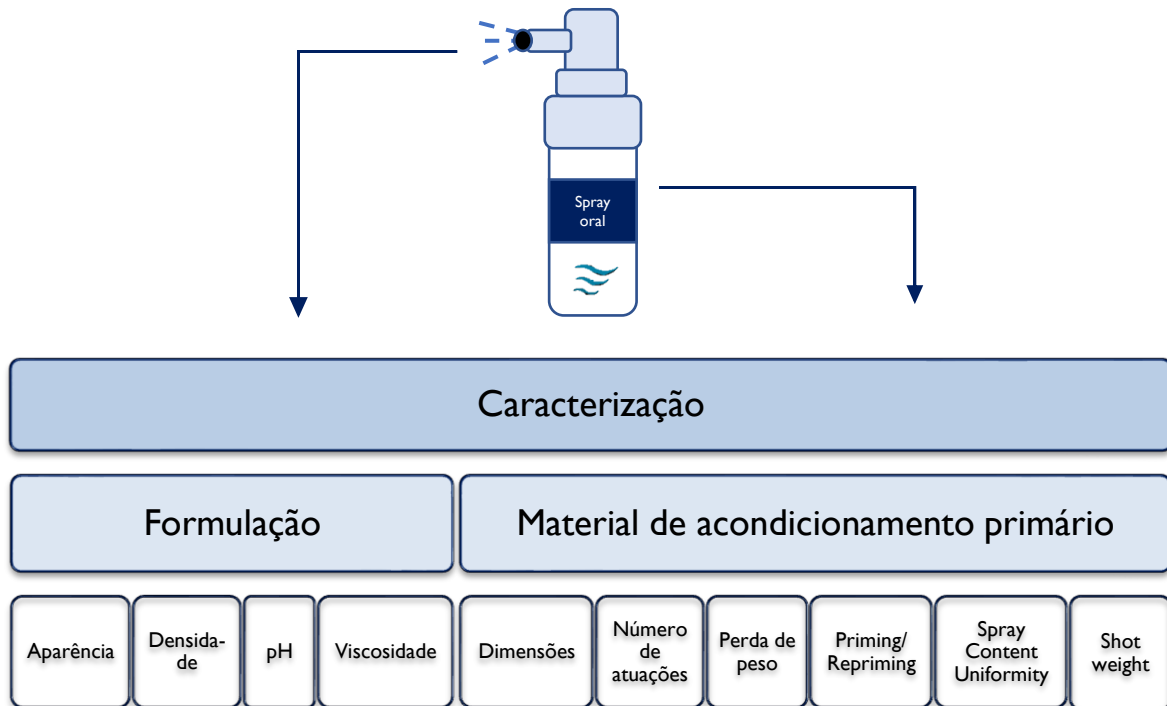 Spray
oral
Caracterização
Formulação
Material de acondicionamento primário
Aparência
Densida-
de
pH
Viscosidade
Dimensões
Número
de
atuações
Perda de
peso
Priming/
Repriming
Spray
Content
Uniformity
Shot
weight